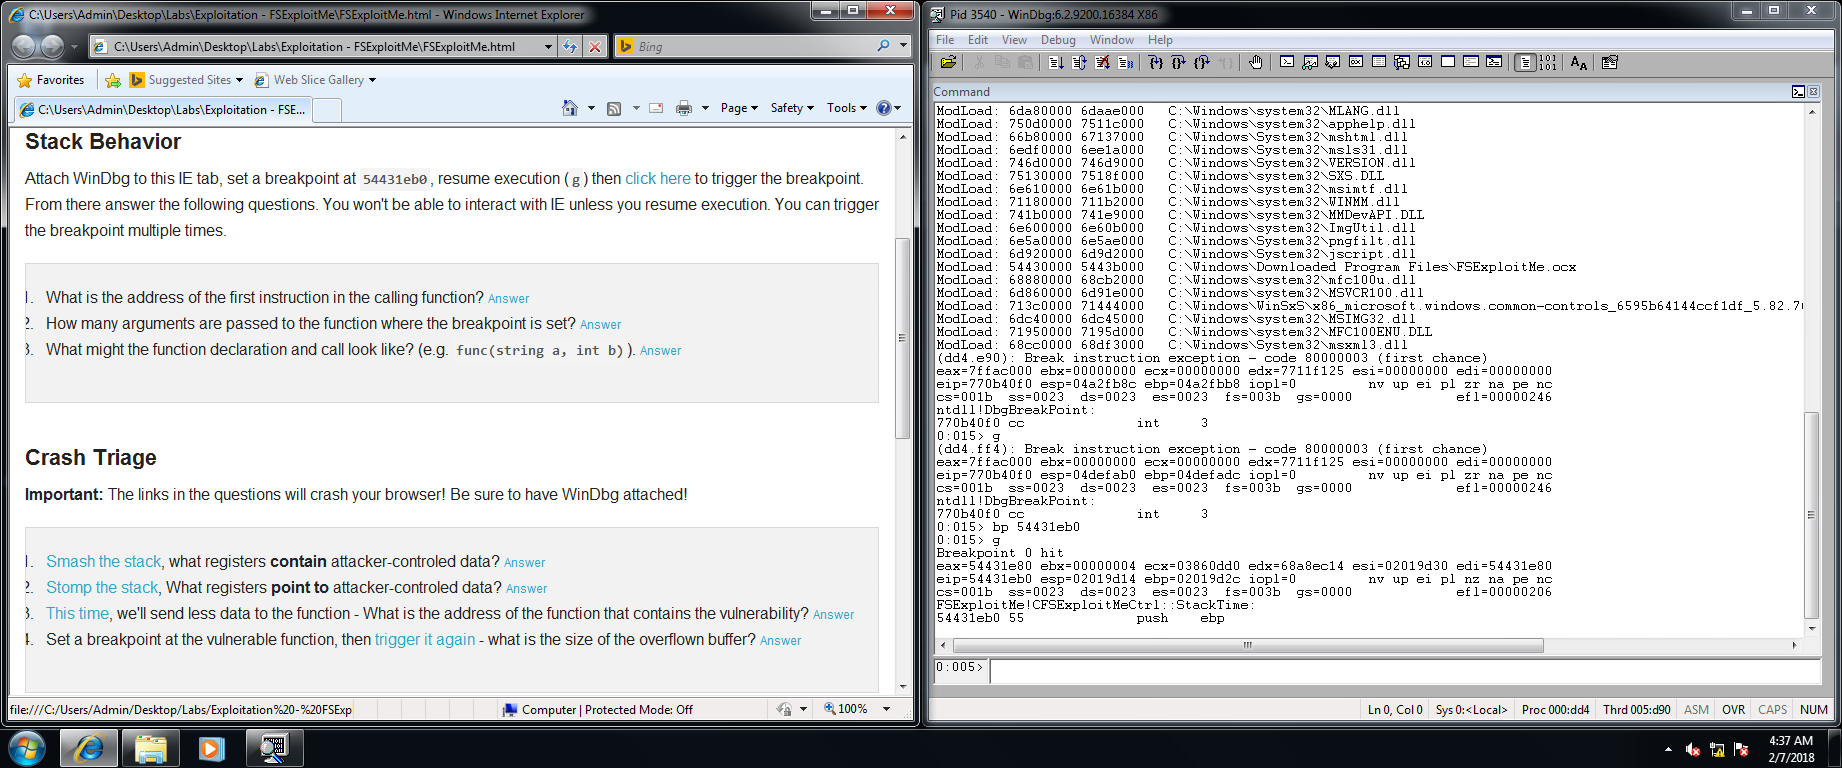 C:\Users\Admin\Desktop\Labs\Exploitation - FSExploitMe\FSExploitMe.html - Windows Internet Explorer
C:\Users\Admin\Desktop\Labs\Exploitation - FSExploitMe\FSExploitMe.html
Bing
Favorites
Suggested Sites
Web Slice Gallery
C:\Users\Admin\Desktop\Labs\Exploitation - FSE...
Page
Safety
Tools
Stack Behavior
Attach WinDbg to this IE tab, set a breakpoint at 54431eb0, resume execution (g) then click here to trigger the breakpoint.
From there answer the following questions. You won't be able to interact with IE unless you resume execution. You can trigger
the breakpoint multiple times.
1. What is the address of the first instruction in the calling function? Answer
2. How many arguments are passed to the function where the breakpoint is set? Answer
3. What might the function declaration and call look like? (e.g. func(string a, int b)). Answer
Crash Triage
Important: The links in the questions will crash your browser! Be sure to have WinDbg attached!
1. Smash the stack, what registers contain attacker-controled data? Answer
2. Stomp the stack, What registers point to attacker-controled data? Answer
3. This time, we'll send less data to the function - What is the address of the function that contains the vulnerability? Answer
4. Set a breakpoint at the vulnerable function, then trigger it again - what is the size of the overflown buffer? Answer
file:///C:/Users/Admin/Desktop/Labs/Exploitation%20-%20FSExp
Computer | Protected Mode: Off
100%
Pid 3540 - WinDbg:6.2.9200.16384 X86
File Edit View Debug Window Help
Command
ModLoad: 6da80000 6daae000   C:\Windows\system32\MLANG.dll
ModLoad: 750d0000 7511c000   C:\Windows\system32\apphelp.dll
ModLoad: 66b80000 67137000   C:\Windows\System32\mshtml.dll
ModLoad: 6edf0000 6ee1a000   C:\Windows\System32\msls31.dll
ModLoad: 746d0000 746d9000   C:\Windows\system32\VERSION.dll
ModLoad: 75130000 7518f000   C:\Windows\system32\SXS.DLL
ModLoad: 6e610000 6e61b000   C:\Windows\system32\msimtf.dll
ModLoad: 71180000 711b2000   C:\Windows\system32\WINMM.dll
ModLoad: 741b0000 741e9000   C:\Windows\system32\MMDevAPI.DLL
ModLoad: 6e600000 6e60b000   C:\Windows\System32\ImgUtil.dll
ModLoad: 6e5a0000 6e5ae000   C:\Windows\System32\pngfilt.dll
ModLoad: 6d920000 6d9d2000   C:\Windows\System32\jscript.dll
ModLoad: 54430000 5443b000   C:\Windows\Downloaded Program Files\FSExploitMe.ocx
ModLoad: 68880000 68cb2000   C:\Windows\system32\mfc100u.dll
ModLoad: 6d860000 6d91e000   C:\Windows\system32\MSVCR100.dll
ModLoad: 713c0000 71444000   C:\Windows\WinSxS\x86_microsoft.windows.common-controls_6595b64144ccf1df_5.82.76
ModLoad: 6dc40000 6dc45000   C:\Windows\system32\MSIMG32.dll
ModLoad: 71950000 7195d000   C:\Windows\system32\MFC100ENU.DLL
ModLoad: 68cc0000 68df3000   C:\Windows\System32\msxml3.dll
(dd4.e90): Break instruction exception - code 80000003 (first chance)
eax=7ffac000 ebx=00000000 ecx=00000000 edx=7711f125 esi=00000000 edi=00000000
eip=770b40f0 esp=04a2fb8c ebp=04a2fbb8 iopl=0         nv up ei pl zr na pe nc
cs=001b  ss=0023  ds=0023  es=0023  fs=003b  gs=0000             efl=00000246
ntdll!DbgBreakPoint:
770b40f0 cc              int     3
0:015> g
(dd4.ff4): Break instruction exception - code 80000003 (first chance)
eax=7ffac000 ebx=00000000 ecx=00000000 edx=7711f125 esi=00000000 edi=00000000
eip=770b40f0 esp=04defab0 ebp=04defadc iopl=0         nv up ei pl zr na pe nc
cs=001b  ss=0023  ds=0023  es=0023  fs=003b  gs=0000             efl=00000246
ntdll!DbgBreakPoint:
770b40f0 cc              int     3
0:015> bp 54431eb0
0:015> g
Breakpoint 0 hit
eax=54431e80 ebx=00000004 ecx=03860dd0 edx=68a8ec14 esi=02019d30 edi=54431e80
eip=54431eb0 esp=02019d14 ebp=02019d2c iopl=0         nv up ei pl nz na pe nc
cs=001b  ss=0023  ds=0023  es=0023  fs=003b  gs=0000             efl=00000206
FSExploitMe!CFSExploitMeCtrl::StackTime:
54431eb0 55              push    ebp
0:005>
Ln 0, Col 0
Sys 0:<Local>
Proc 000:dd4
Thrd 005:d90
ASM
OVR
CAPS
NUM
4:37 AM
2/7/2018